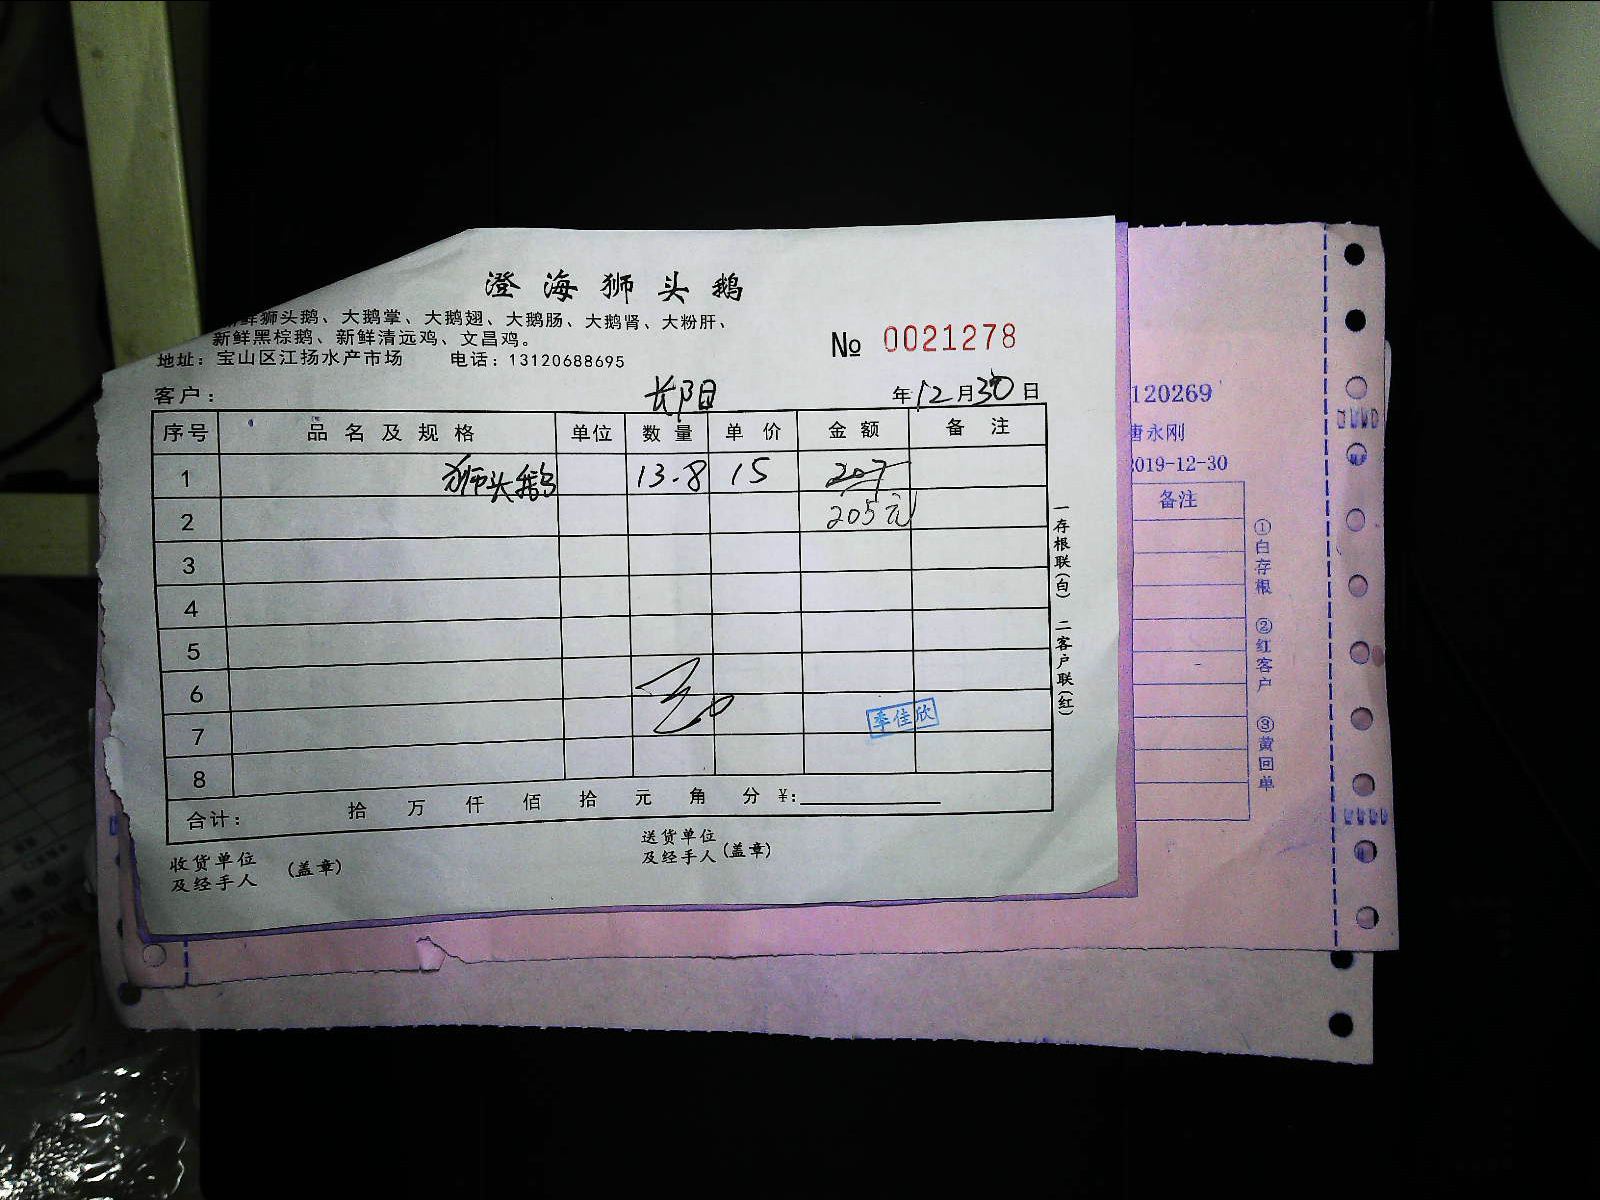 澄海狮头鹅
新鲜狮头鹅、大鹅掌、大鹅翅、大鹅肠、大鹅肾、大粉肝、
新鲜黑棕鹅、新鲜清远鸡、文昌鸡。
地址：宝山区江扬水产市场 电话：13120688695
№ 0021278
客户： 长阳 年12月30日
序号 品名及规格 单位 数量 单价 金额 备注
1 狮头鹅 13.8 15 207
2 205元
3
4
5
6
7
8
季佳欣
合计： 拾 万 仟 佰 拾 元 角 分 ¥:
收货单位
及经手人 (盖章)
送货单位
及经手人 (盖章)
一存根联(白) 二客户联(红)
120269
唐永刚
2019-12-30
备注
①白存根 ②红客户 ③黄回单